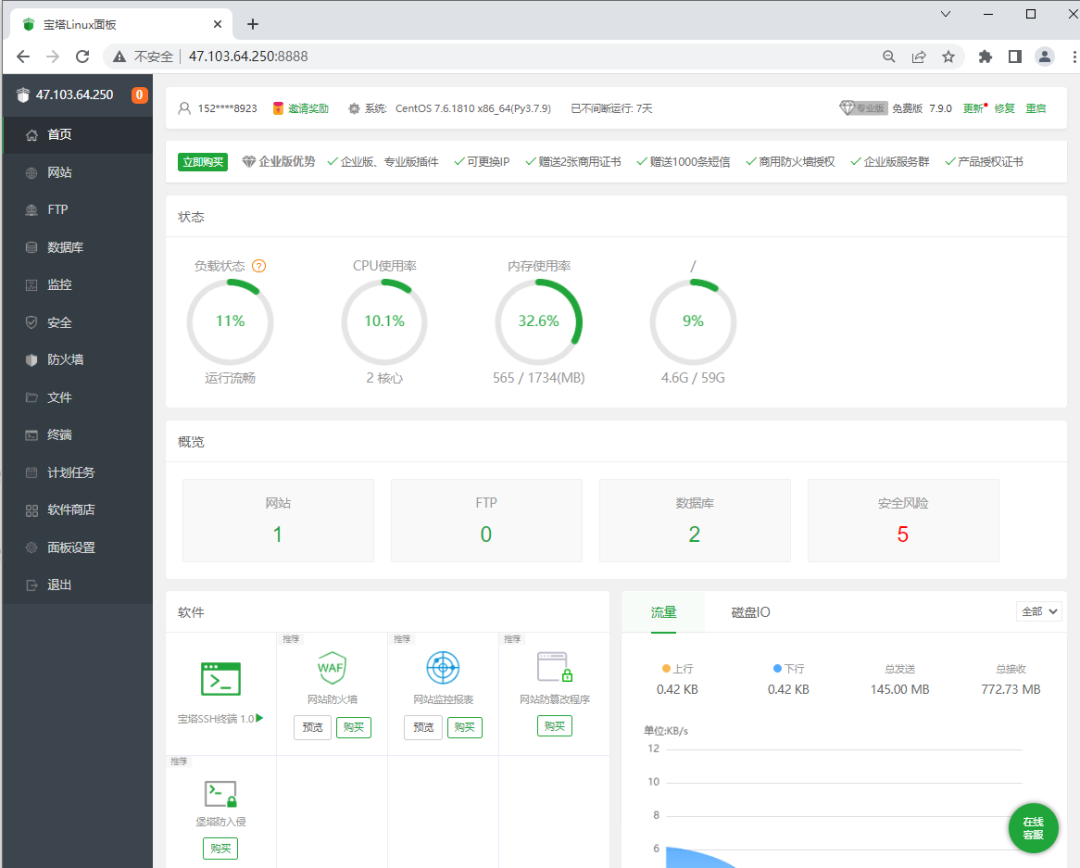 宝塔Linux面板
不安全 47.103.64.250:8888
47.103.64.250 0
首页
网站
FTP
数据库
监控
安全
防火墙
文件
终端
计划任务
软件商店
面板设置
退出
152****8923 邀请奖励 系统: CentOS 7.6.1810 x86_64(Py3.7.9) 已不间断运行: 7天 专业版 免费版 7.9.0 更新 修复 重启
立即购买 企业版优势 企业版、专业版插件 可更换IP 赠送2张商用证书 赠送1000条短信 商用防火墙授权 企业版服务群 产品授权证书
状态
负载状态 ? CPU使用率 内存使用率 /
11% 10.1% 32.6% 9%
运行流畅 2 核心 565 / 1734(MB) 4.6G / 59G
概览
网站 FTP 数据库 安全风险
1 0 2 5
软件
推荐 推荐 推荐
WAF
网站防火墙 网站监控报表 网站防篡改程序
宝塔SSH终端 1.0
预览 购买 预览 购买 购买
推荐
堡塔防入侵
购买
流量 磁盘IO 全部
上行 下行 总发送 总接收
0.42 KB 0.42 KB 145.00 MB 772.73 MB
单位:KB/s
12
10
8
6
在线
客服